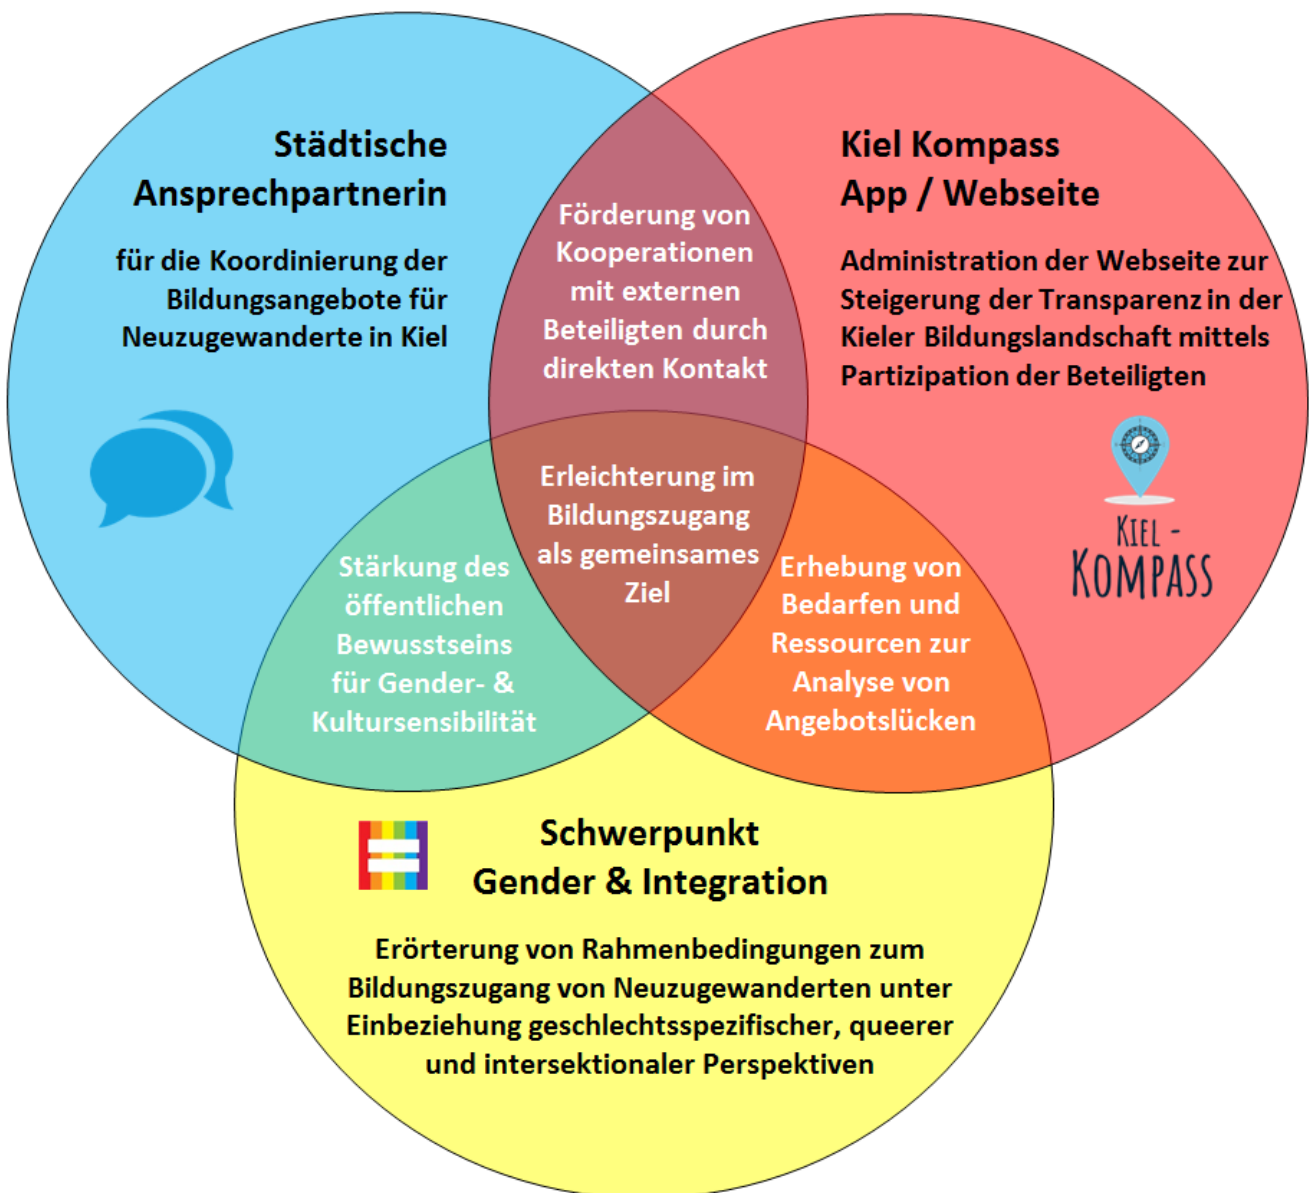 Städtische
Ansprechpartnerin
für die Koordinierung der
Bildungsangebote für
Neuzugewanderte in Kiel
Förderung von
Kooperationen
mit externen
Beteiligten durch
direkten Kontakt
Kiel Kompass
App / Webseite
Administration der Webseite zur
Steigerung der Transparenz in der
Kieler Bildungslandschaft mittels
Partizipation der Beteiligten
KIEL -
KOMPASS
Erleichterung im
Bildungszugang
als gemeinsames
Ziel
Stärkung des
öffentlichen
Bewusstseins
für Gender- &
Kultursensibilität
Erhebung von
Bedarfen und
Ressourcen zur
Analyse von
Angebotslücken
Schwerpunkt
Gender & Integration
Erörterung von Rahmenbedingungen zum
Bildungszugang von Neuzugewanderten unter
Einbeziehung geschlechtsspezifischer, queerer
und intersektionaler Perspektiven